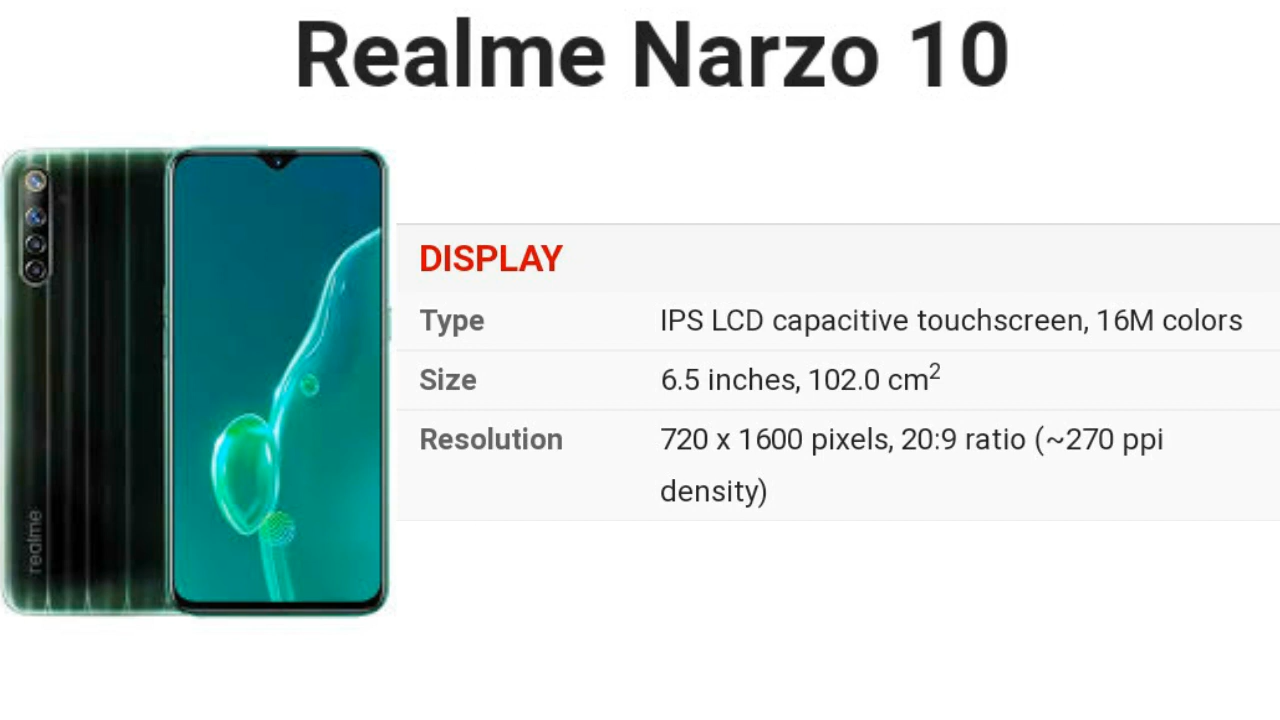 Realme Narzo 10
DISPLAY
Type IPS LCD capacitive touchscreen, 16M colors
Size 6.5 inches, 102.0 cm²
Resolution 720 x 1600 pixels, 20:9 ratio (~270 ppi
density)
realme